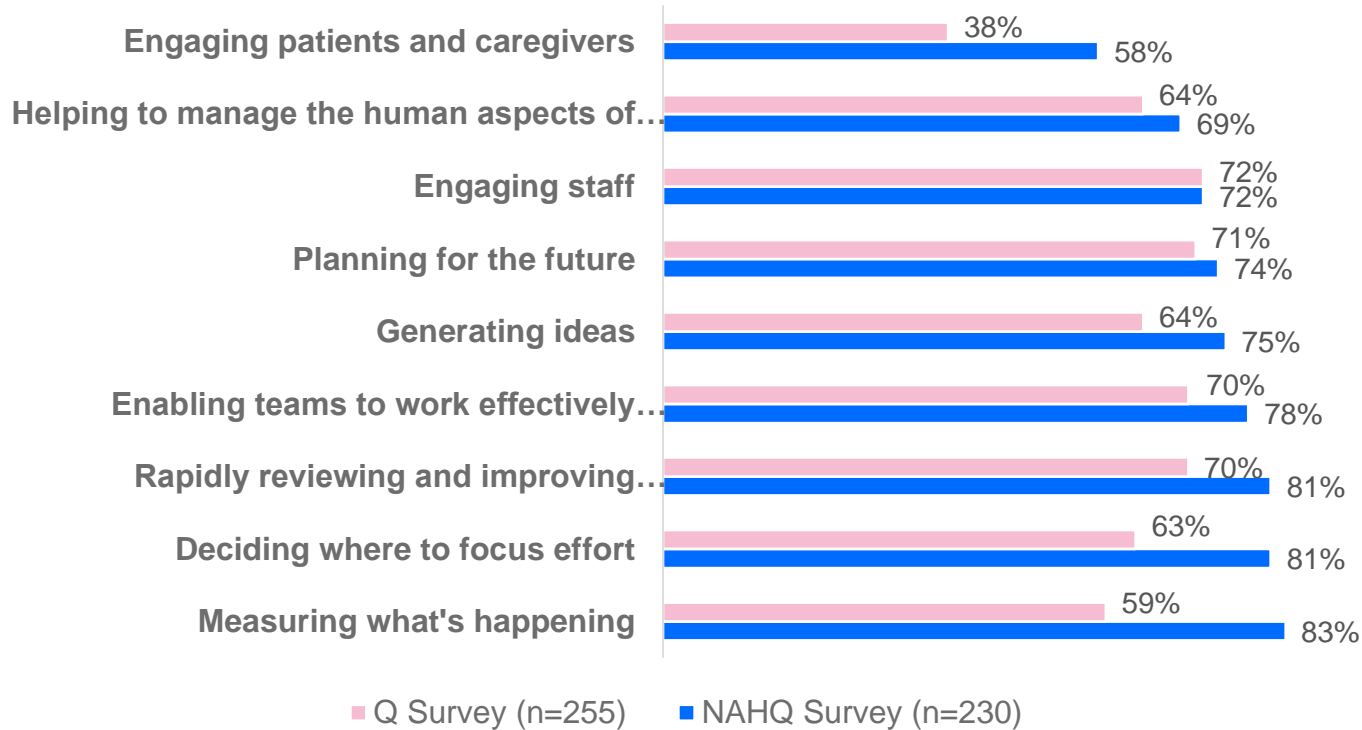 Engaging patients and caregivers
38%
58%
Helping to manage the human aspects of…
64%
69%
Engaging staff
72%
72%
Planning for the future
71%
74%
Generating ideas
64%
75%
Enabling teams to work effectively…
70%
78%
Rapidly reviewing and improving…
70%
81%
Deciding where to focus effort
63%
81%
Measuring what's happening
59%
83%
Q Survey (n=255) NAHQ Survey (n=230)